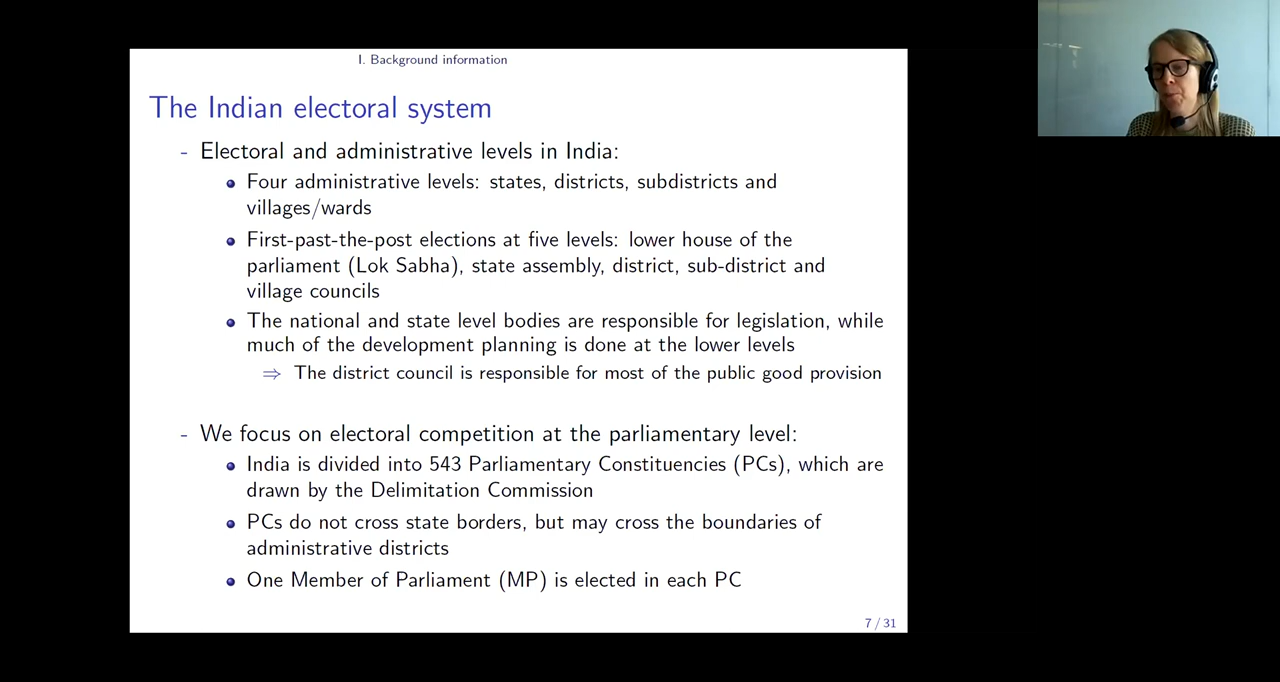 I. Background information
The Indian electoral system
- Electoral and administrative levels in India:
• Four administrative levels: states, districts, subdistricts and
villages/wards
• First-past-the-post elections at five levels: lower house of the
parliament (Lok Sabha), state assembly, district, sub-district and
village councils
• The national and state level bodies are responsible for legislation, while
much of the development planning is done at the lower levels
⇒ The district council is responsible for most of the public good provision
- We focus on electoral competition at the parliamentary level:
• India is divided into 543 Parliamentary Constituencies (PCs), which are
drawn by the Delimitation Commission
• PCs do not cross state borders, but may cross the boundaries of
administrative districts
• One Member of Parliament (MP) is elected in each PC
7 / 31